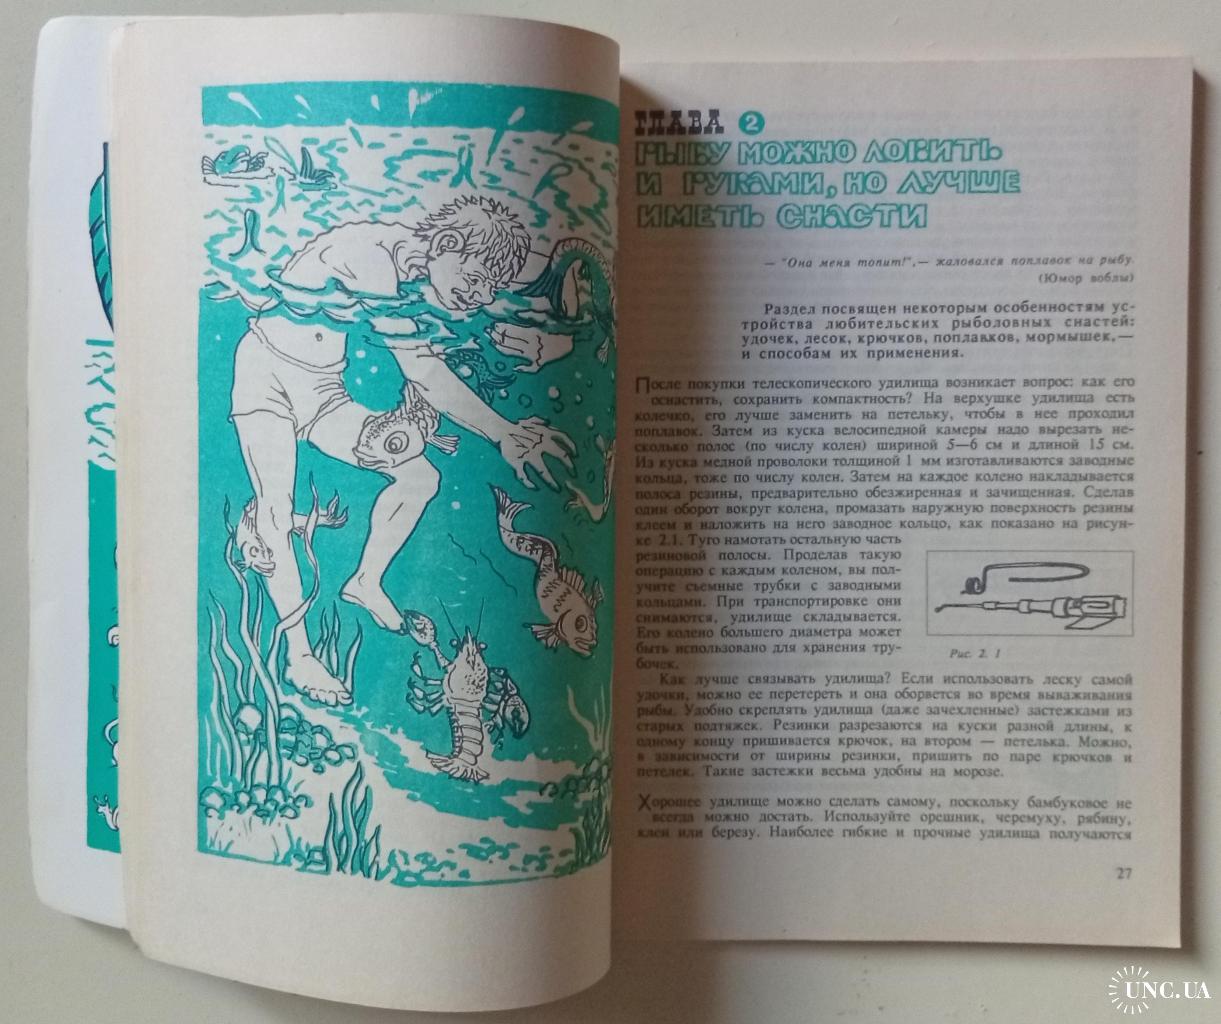 ГЛАВА 2
РЫБУ МОЖНО ЛОВИТЬ
И РУКАМИ, НО ЛУЧШЕ
ИМЕТЬ СНАСТИ
— "Она меня топит!",— жаловался поплавок на рыбу.
(Юмор воблы)
Раздел посвящен некоторым особенностям ус-
тройства любительских рыболовных снастей:
удочек, лесок, крючков, поплавков, мормышек,—
и способам их применения.
После покупки телескопического удилища возникает вопрос: как его
оснастить, сохранить компактность? На верхушке удилища есть
колечко, его лучше заменить на петельку, чтобы в нее проходил
поплавок. Затем из куска велосипедной камеры надо вырезать не-
сколько полос (по числу колен) шириной 5—6 см и длиной 15 см.
Из куска медной проволоки толщиной 1 мм изготавливаются заводные
кольца, тоже по числу колен. Затем на каждое колено накладывается
полоса резины, предварительно обезжиренная и зачищенная. Сделав
один оборот вокруг колена, промазать наружную поверхность резины
клеем и наложить на него заводное кольцо, как показано на рисун-
ке 2.1. Туго намотать остальную часть
резиновой полосы. Проделав такую
операцию с каждым коленом, вы пол-
учите съемные трубки с заводными
кольцами. При транспортировке они
снимаются, удилище складывается.
Его колено большего диаметра может
быть использовано для хранения тру-
бочек.
Рис. 2. 1
Как лучше связывать удилища? Если использовать леску самой
удочки, можно ее перетереть и она оборвется во время вываживания
рыбы. Удобно скреплять удилища (даже зачехленные) застежками из
старых подтяжек. Резинки разрезаются на куски разной длины, к
одному концу пришивается крючок, на втором — петелька. Можно,
в зависимости от ширины резинки, пришить по паре крючков и
петелек. Такие застежки весьма удобны на морозе.
Хорошее удилище можно сделать самому, поскольку бамбуковое не
всегда можно достать. Используйте орешник, черемуху, рябину,
клен или березу. Наиболее гибкие и прочные удилища получаются
27
UNC.UA